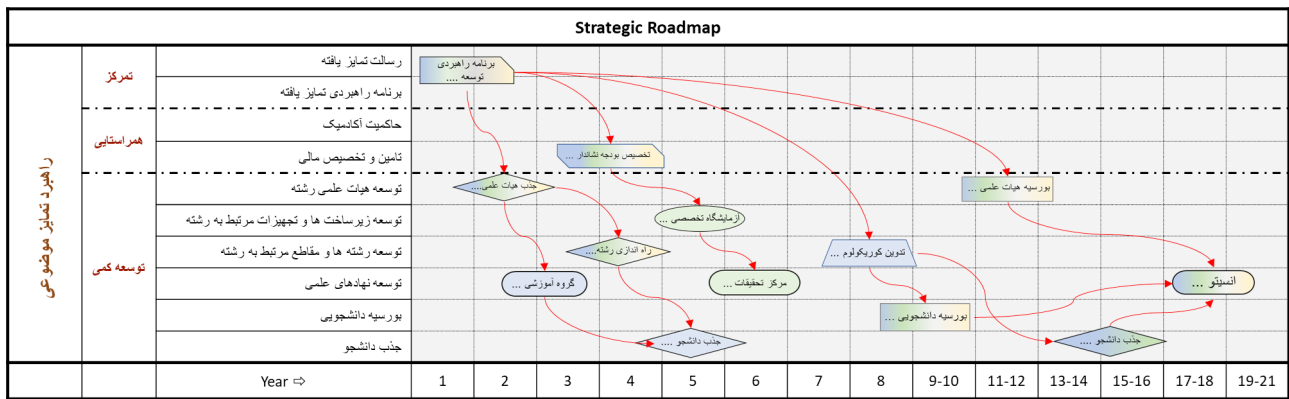 Strategic Roadmap
راهبرد تمایز موضوعی
تمرکز
رسالت تمایز یافته
برنامه راهبردی تمایز یافته
همراستایی
حاکمیت آکادمیک
تامین و تخصیص مالی
توسعه کمی
توسعه هیات علمی رشته
توسعه زیرساخت ها و تجهیزات مرتبط به رشته
توسعه رشته ها و مقاطع مرتبط به رشته
توسعه نهادهای علمی
بورسیه دانشجویی
جذب دانشجو
برنامه راهبردی
توسعه ....
تخصیص بودجه نشاندار ...
جذب هیات علمی....
بورسیه هیات علمی ...
ازمایشگاه تخصصی ...
راه اندازی رشته....
تدوین کوریکولوم ...
گروه آموزشی ...
مرکز تحقیقات ...
انسیتو ...
بورسیه دانشجویی ...
جذب دانشجو ....
جذب دانشجو ....
Year ⇨ 1 2 3 4 5 6 7 8 9-10 11-12 13-14 15-16 17-18 19-21